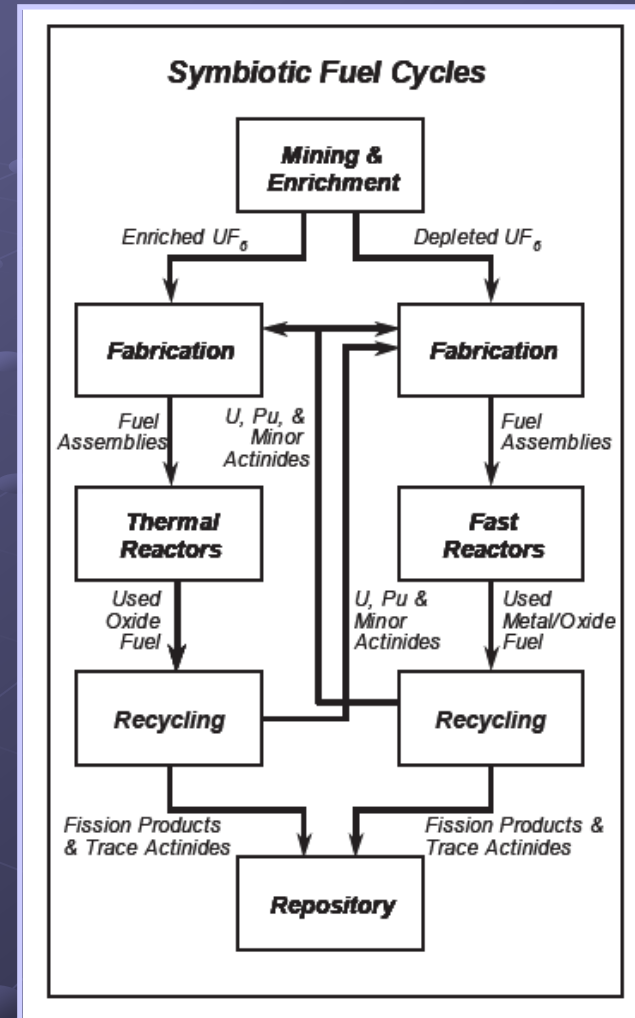 Symbiotic Fuel Cycles
Mining &
Enrichment
Enriched UF6
Depleted UF6
Fabrication
Fabrication
Fuel
Assemblies
U, Pu, &
Minor
Actinides
Fuel
Assemblies
Thermal
Reactors
Fast
Reactors
Used
Oxide
Fuel
U, Pu &
Minor
Actinides
Used
Metal/Oxide
Fuel
Recycling
Recycling
Fission Products
& Trace Actinides
Fission Products &
Trace Actinides
Repository